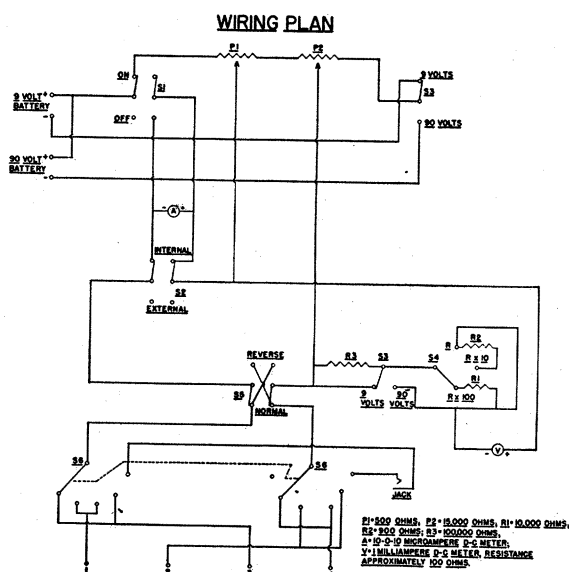 WIRING PLAN
P1 P2
ON S1
9 VOLTS
S3
9 VOLT +
BATTERY
-
OFF
90 VOLTS
90 VOLT +
BATTERY
-
- A +
INTERNAL
S2
EXTERNAL
REVERSE
S5
NORMAL
R3 S3 S4
R R2
R X 10
R1
R X 100
9 VOLTS
90 VOLTS
- V +
S6 S6
JACK
P1=500 OHMS, P2=15,000 OHMS, R1=10,000 OHMS,
R2=900 OHMS; R3=100,000 OHMS,
A=10-0-10 MICROAMPERE D-C METER;
V=1 MILLIAMPERE D-C METER, RESISTANCE
APPROXIMATELY 100 OHMS.